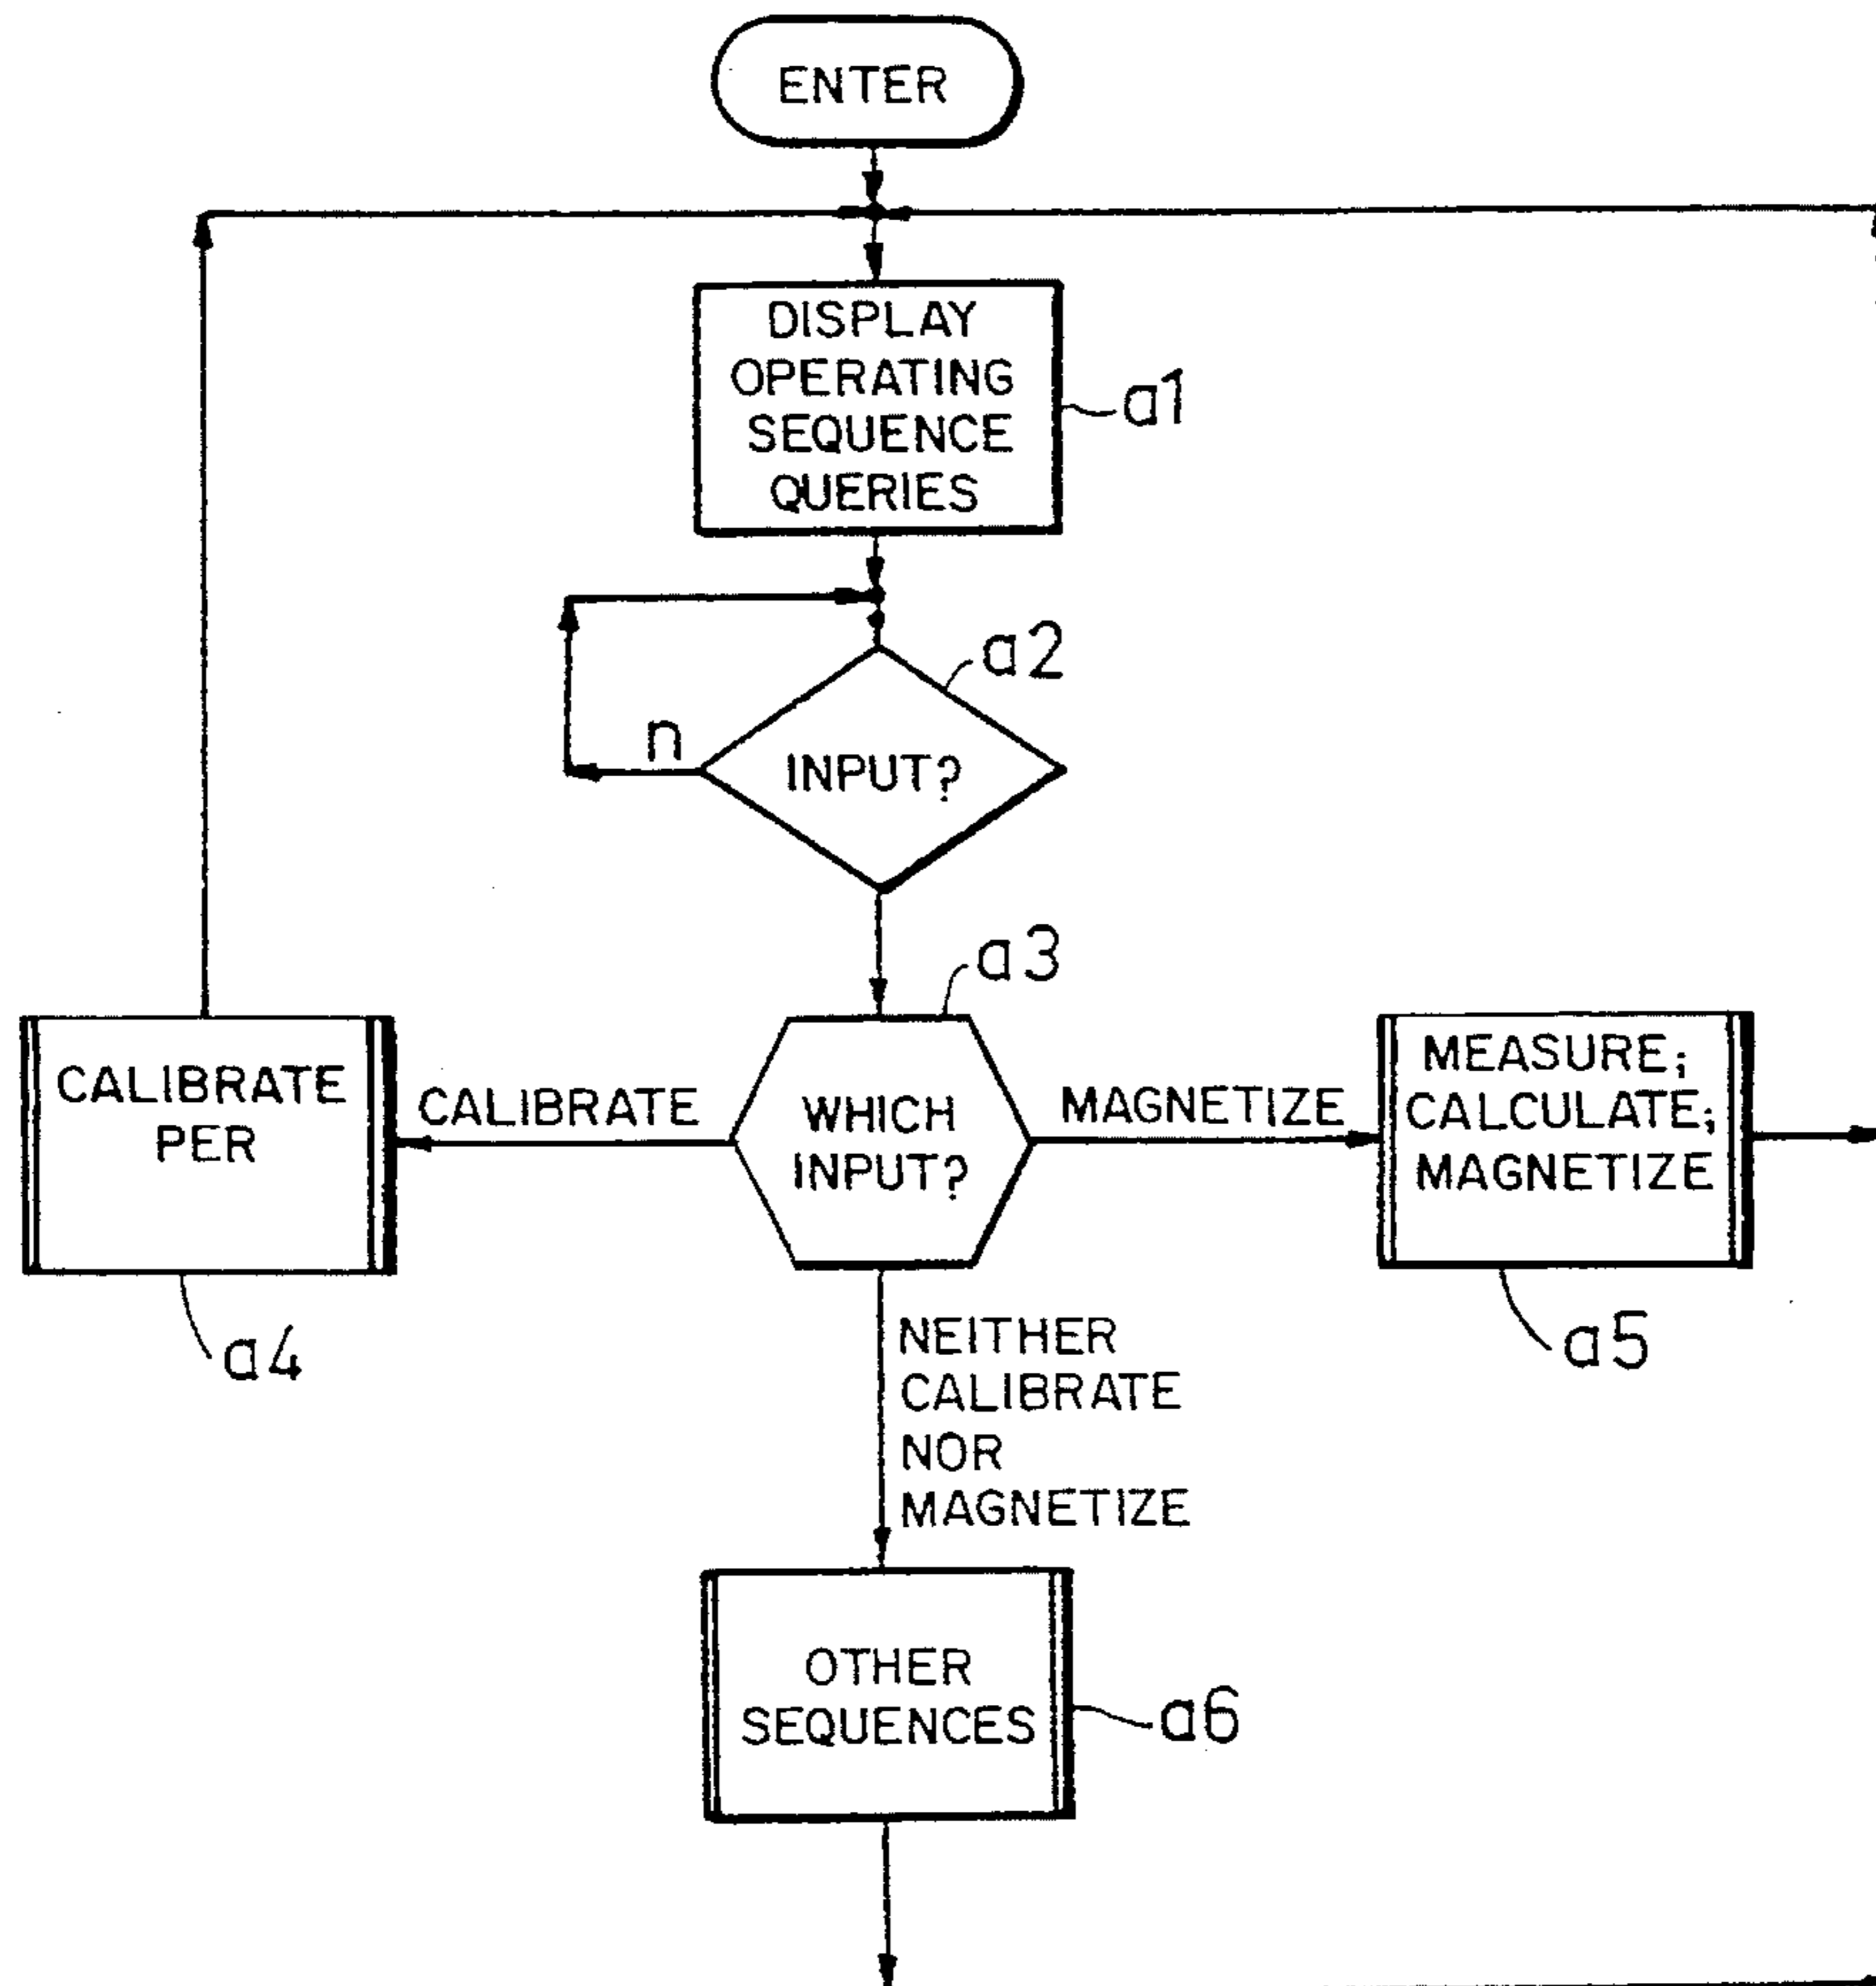 ENTER
DISPLAY
OPERATING
SEQUENCE
QUERIES
a1
a2
n
INPUT?
a3
CALIBRATE
PER
CALIBRATE
WHICH
INPUT?
MAGNETIZE
MEASURE;
CALCULATE;
MAGNETIZE
a4
NEITHER
CALIBRATE
NOR
MAGNETIZE
a5
OTHER
SEQUENCES
a6